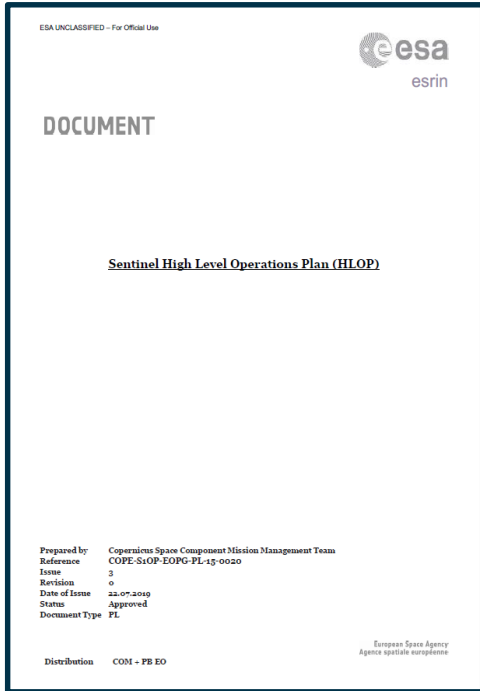 ESA UNCLASSIFIED – For Official Use
esa
esrin
DOCUMENT
Sentinel High Level Operations Plan (HLOP)
Prepared by Copernicus Space Component Mission Management Team
Reference COPE-S1OP-EOPG-PL-15-0020
Issue 3
Revision 0
Date of Issue 22.07.2019
Status Approved
Document Type PL
Distribution COM + PB EO
European Space Agency
Agence spatiale européenne